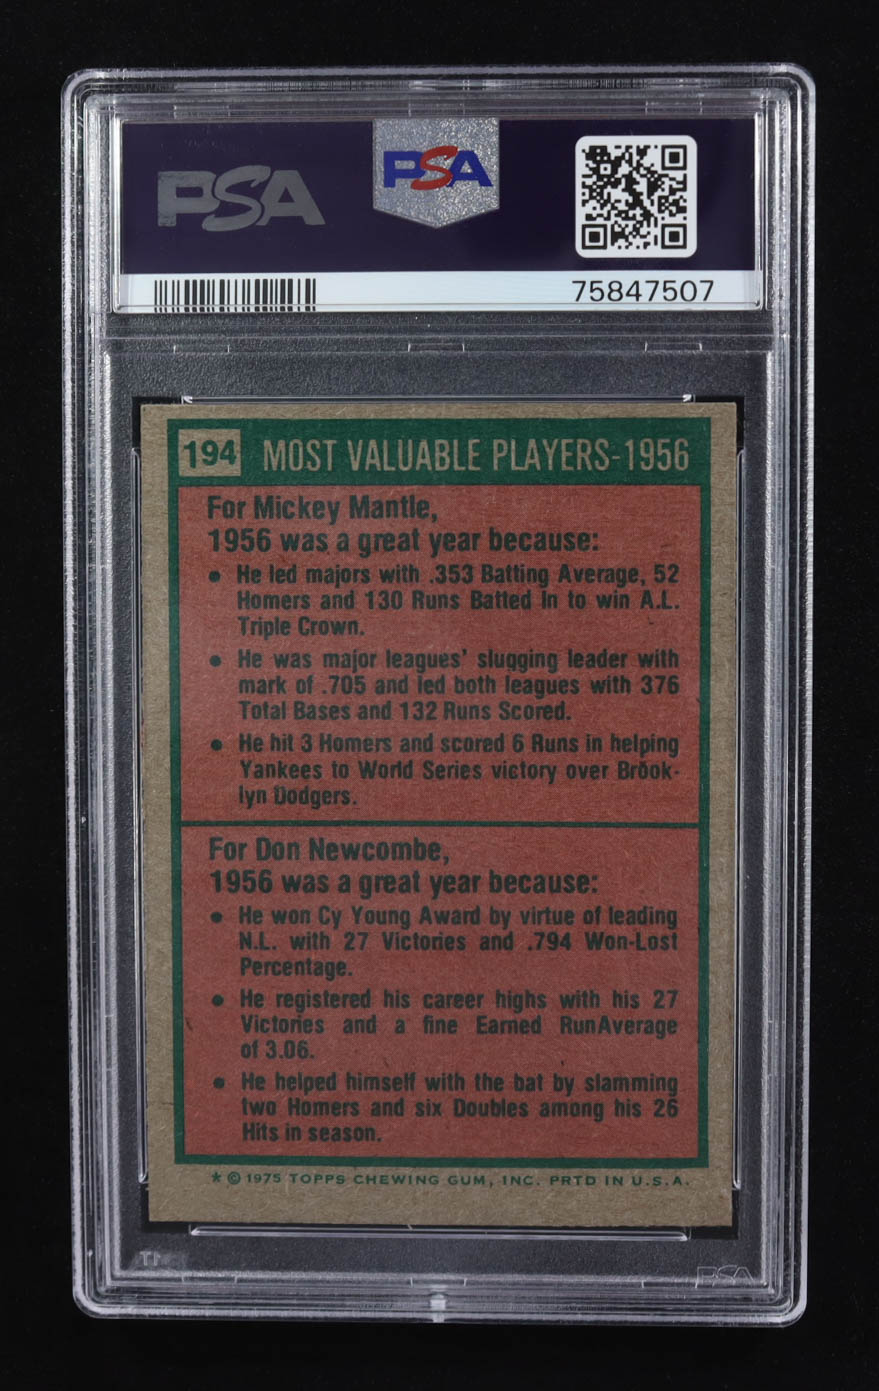 PSA
PSA
75847507
194 MOST VALUABLE PLAYERS-1956
For Mickey Mantle,
1956 was a great year because:
• He led majors with .353 Batting Average, 52
Homers and 130 Runs Batted In to win A.L.
Triple Crown.
• He was major leagues' slugging leader with
mark of .705 and led both leagues with 376
Total Bases and 132 Runs Scored.
• He hit 3 Homers and scored 6 Runs in helping
Yankees to World Series victory over Brook-
lyn Dodgers.
For Don Newcombe,
1956 was a great year because:
• He won Cy Young Award by virtue of leading
N.L. with 27 Victories and .794 Won-Lost
Percentage.
• He registered his career highs with his 27
Victories and a fine Earned Run Average
of 3.06.
• He helped himself with the bat by slamming
two Homers and six Doubles among his 26
Hits in season.
* © 1975 TOPPS CHEWING GUM, INC. PRTD IN U.S.A.
PSA